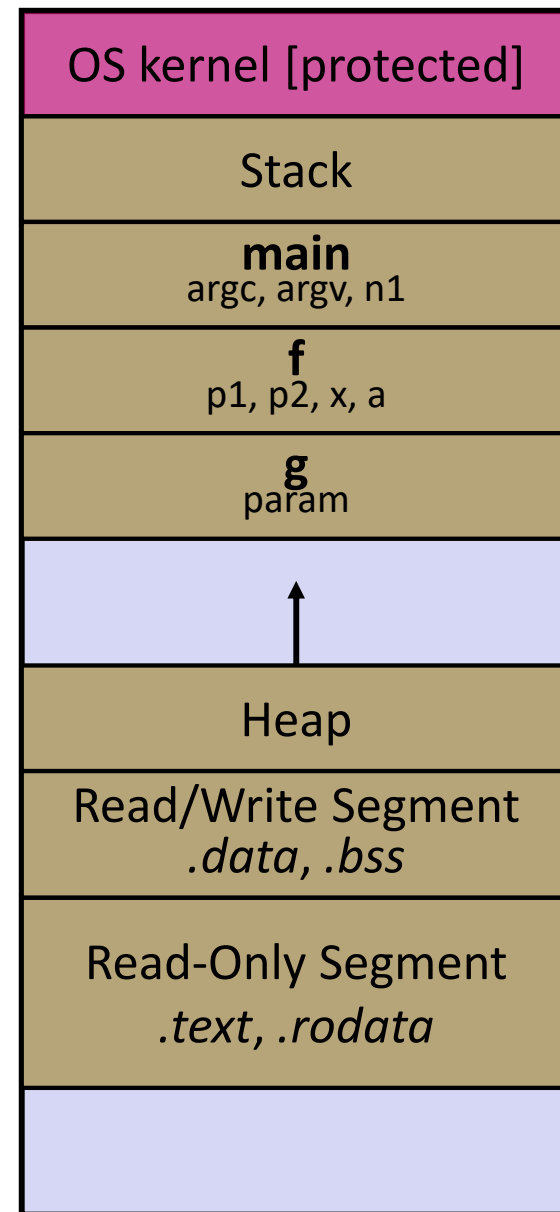 OS kernel [protected]
Stack
main
argc, argv, n1
f
p1, p2, x, a
g
param
Heap
Read/Write Segment
.data, .bss
Read-Only Segment
.text, .rodata